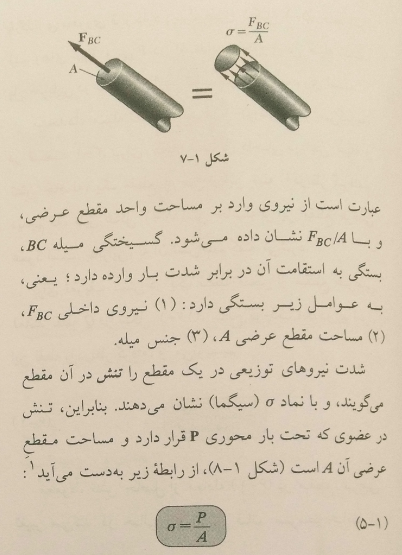 F_BC
A
=
σ = F_BC / A
شکل ۱-۷
عبارت است از نیروی وارد بر مساحت واحد مقطع عرضی،
و با F_BC/A نشان داده می‌شود. گسیختگی میله BC،
بستگی به استقامت آن در برابر شدت بار وارده دارد؛ یعنی،
به عوامل زیر بستگی دارد: (۱) نیروی داخلی F_BC،
(۲) مساحت مقطع عرضی A، (۳) جنس میله.
شدت نیروهای توزیعی در یک مقطع را تنش در آن مقطع
می‌گویند، و با نماد σ (سیگما) نشان می‌دهند. بنابراین، تنش
در عضوی که تحت بار محوری P قرار دارد و مساحت مقطعِ
عرضی آن A است (شکل ۱-۸)، از رابطهٔ زیر به‌دست می‌آید۱:
σ = P / A (۵-۱)